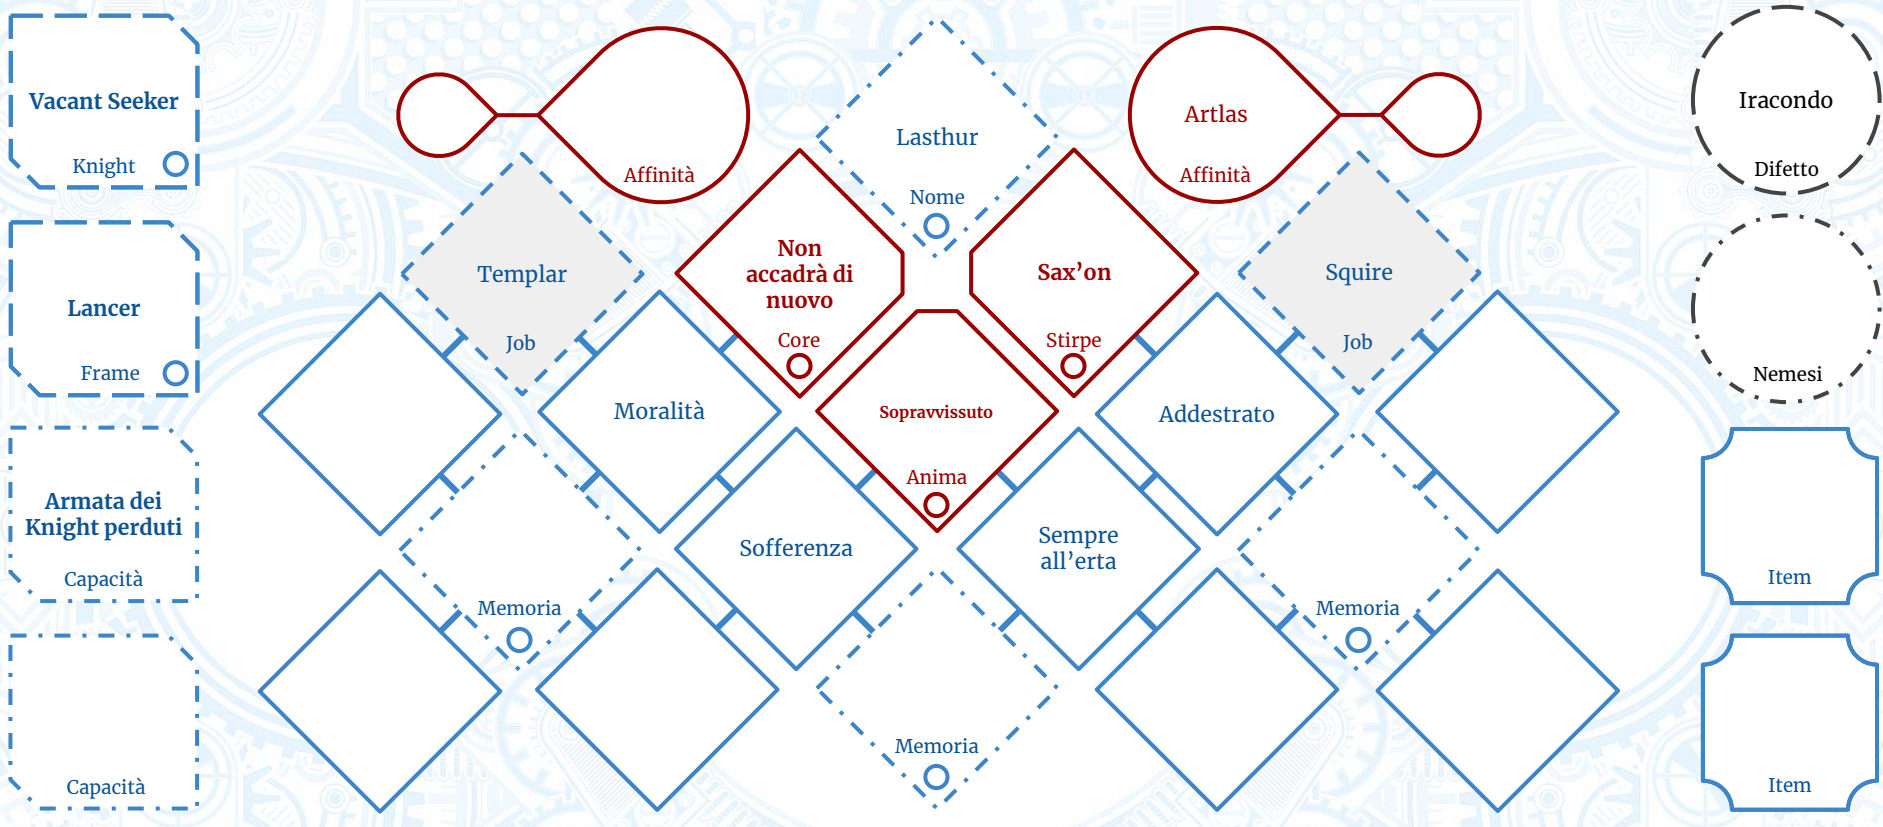 Vacant Seeker
Knight
Lancer
Frame
Armata dei
Knight perduti
Capacità
Capacità
Affinità
Templar
Job
Non
accadrà di
nuovo
Core
Lasthur
Nome
Sax’on
Stirpe
Artlas
Affinità
Squire
Job
Moralità
Sopravvissuto
Anima
Addestrato
Memoria
Sofferenza
Sempre
all’erta
Memoria
Memoria
Iracondo
Difetto
Nemesi
Item
Item